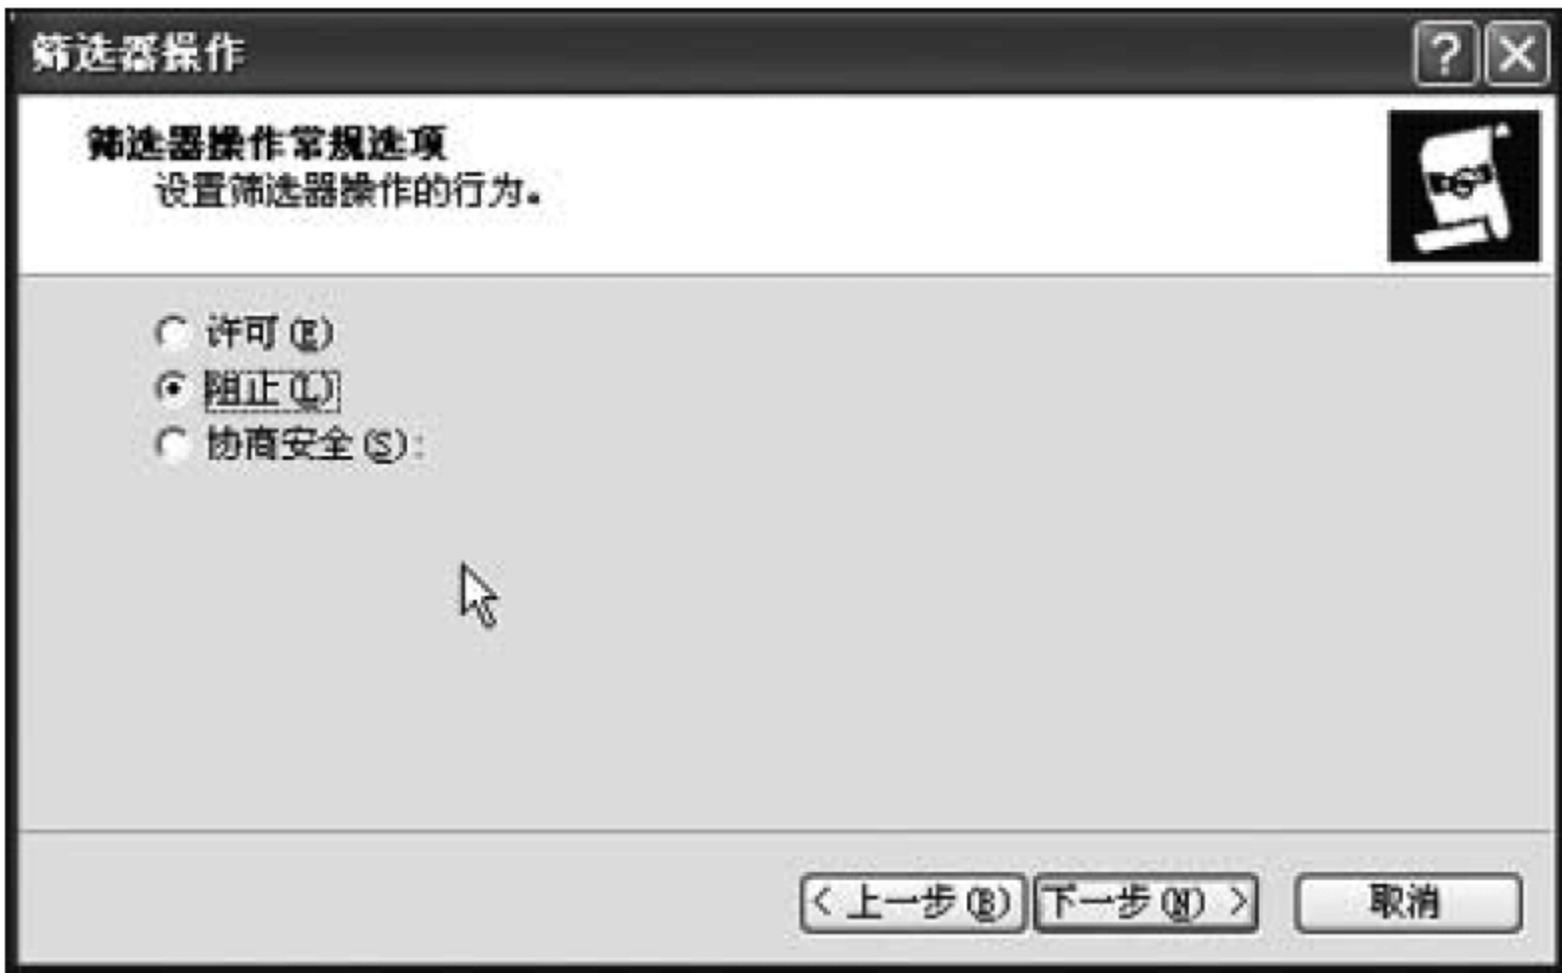 筛选器操作
筛选器操作常规选项
设置筛选器操作的行为。
许可(E)
阻止(L)
协商安全(S):
< 上一步(B) 下一步(N) > 取消